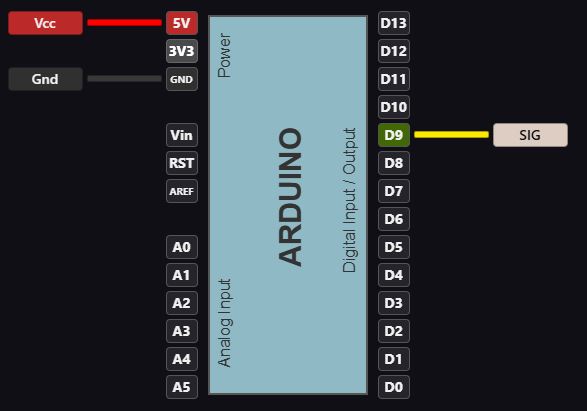 Vcc
5V
3V3
Gnd
GND
Vin
RST
AREF
A0
A1
A2
A3
A4
A5
Power
Analog Input
ARDUINO
Digital Input / Output
D13
D12
D11
D10
D9
SIG
D8
D7
D6
D5
D4
D3
D2
D1
D0